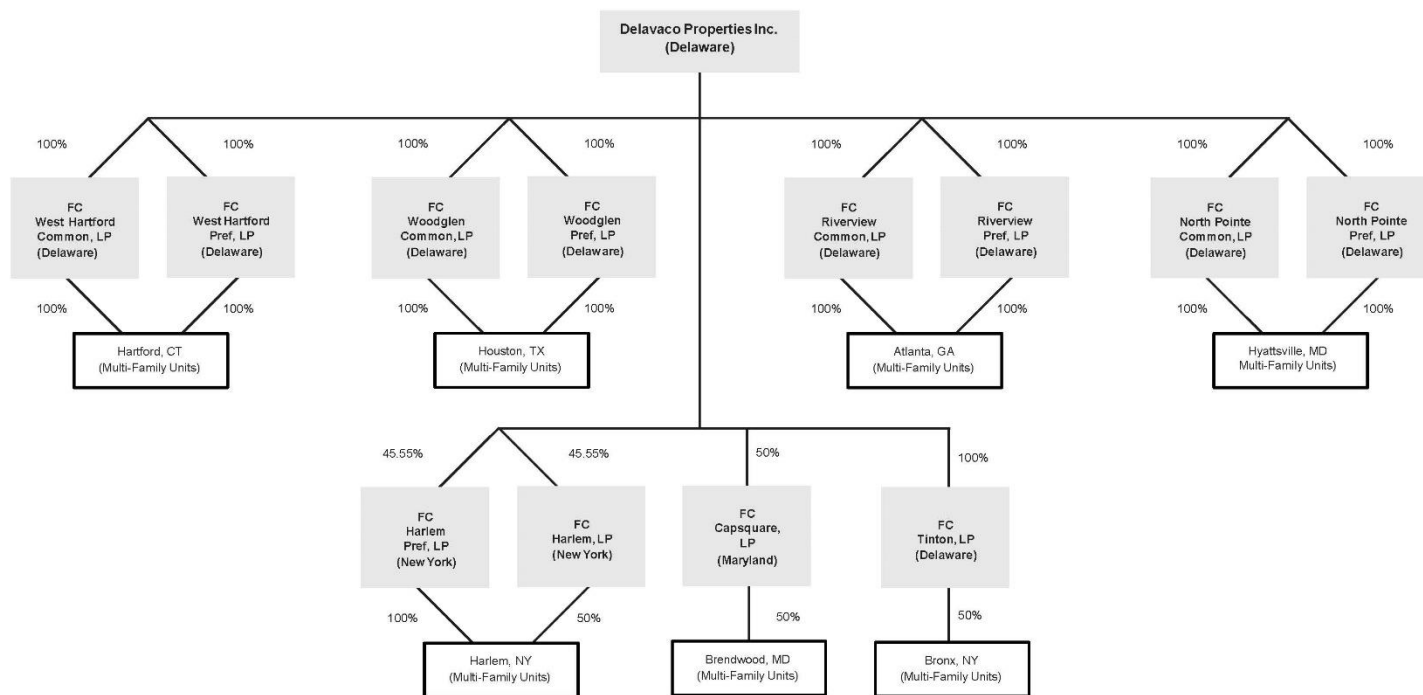 Delavaco Properties Inc.
(Delaware)
100%
100%
100%
100%
100%
100%
100%
100%
FC
West Hartford
Common, LP
(Delaware)
FC
West Hartford
Pref, LP
(Delaware)
FC
Woodglen
Common, LP
(Delaware)
FC
Woodglen
Pref, LP
(Delaware)
FC
Riverview
Common, LP
(Delaware)
FC
Riverview
Pref, LP
(Delaware)
FC
North Pointe
Common, LP
(Delaware)
FC
North Pointe
Pref, LP
(Delaware)
100%
100%
100%
100%
100%
100%
100%
100%
Hartford, CT
(Multi-Family Units)
Houston, TX
(Multi-Family Units)
Atlanta, GA
(Multi-Family Units)
Hyattsville, MD
Multi-Family Units)
45.55%
45.55%
50%
100%
FC
Harlem
Pref, LP
(New York)
FC
Harlem, LP
(New York)
FC
Capsquare,
LP
(Maryland)
FC
Tinton, LP
(Delaware)
100%
50%
50%
50%
Harlem, NY
(Multi-Family Units)
Brendwood, MD
(Multi-Family Units)
Bronx, NY
(Multi-Family Units)